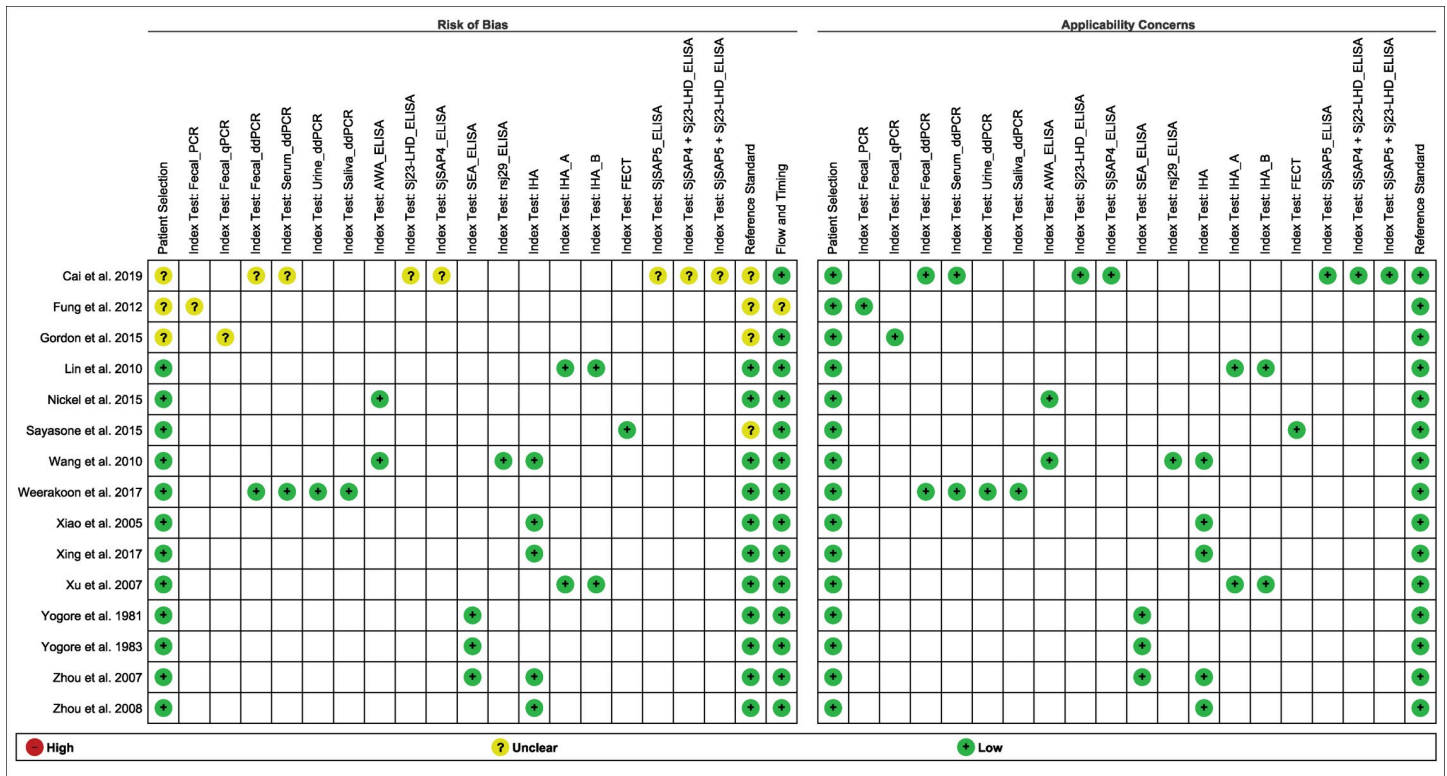 Risk of Bias
Applicability Concerns
Patient Selection
Index Test: Fecal_PCR
Index Test: Fecal_qPCR
Index Test: Fecal_ddPCR
Index Test: Serum_ddPCR
Index Test: Urine_ddPCR
Index Test: Saliva_ddPCR
Index Test: AWA_ELISA
Index Test: Sj23-LHD_ELISA
Index Test: SjSAP4_ELISA
Index Test: SEA_ELISA
Index Test: rsj29_ELISA
Index Test: IHA
Index Test: IHA_A
Index Test: IHA_B
Index Test: FECT
Index Test: SjSAP5_ELISA
Index Test: SjSAP4 + Sj23-LHD_ELISA
Index Test: SjSAP5 + Sj23-LHD_ELISA
Reference Standard
Flow and Timing
Patient Selection
Index Test: Fecal_PCR
Index Test: Fecal_qPCR
Index Test: Fecal_ddPCR
Index Test: Serum_ddPCR
Index Test: Urine_ddPCR
Index Test: Saliva_ddPCR
Index Test: AWA_ELISA
Index Test: Sj23-LHD_ELISA
Index Test: SjSAP4_ELISA
Index Test: SEA_ELISA
Index Test: rsj29_ELISA
Index Test: IHA
Index Test: IHA_A
Index Test: IHA_B
Index Test: FECT
Index Test: SjSAP5_ELISA
Index Test: SjSAP4 + Sj23-LHD_ELISA
Index Test: SjSAP5 + Sj23-LHD_ELISA
Reference Standard
Cai et al. 2019 ? ? ? ? ? ? ? ? ? + + + + + + + + + +
Fung et al. 2012 ? ? ? ? + + +
Gordon et al. 2015 ? ? ? + + + +
Lin et al. 2010 + + + + + + + + +
Nickel et al. 2015 + + + + + + +
Sayasone et al. 2015 + + ? + + + +
Wang et al. 2010 + + + + + + + + + + +
Weerakoon et al. 2017 + + + + + + + + + + + + +
Xiao et al. 2005 + + + + + + +
Xing et al. 2017 + + + + + + +
Xu et al. 2007 + + + + + + + + +
Yogore et al. 1981 + + + + + + +
Yogore et al. 1983 + + + + + + +
Zhou et al. 2007 + + + + + + + + +
Zhou et al. 2008 + + + + + + +
- High ? Unclear + Low